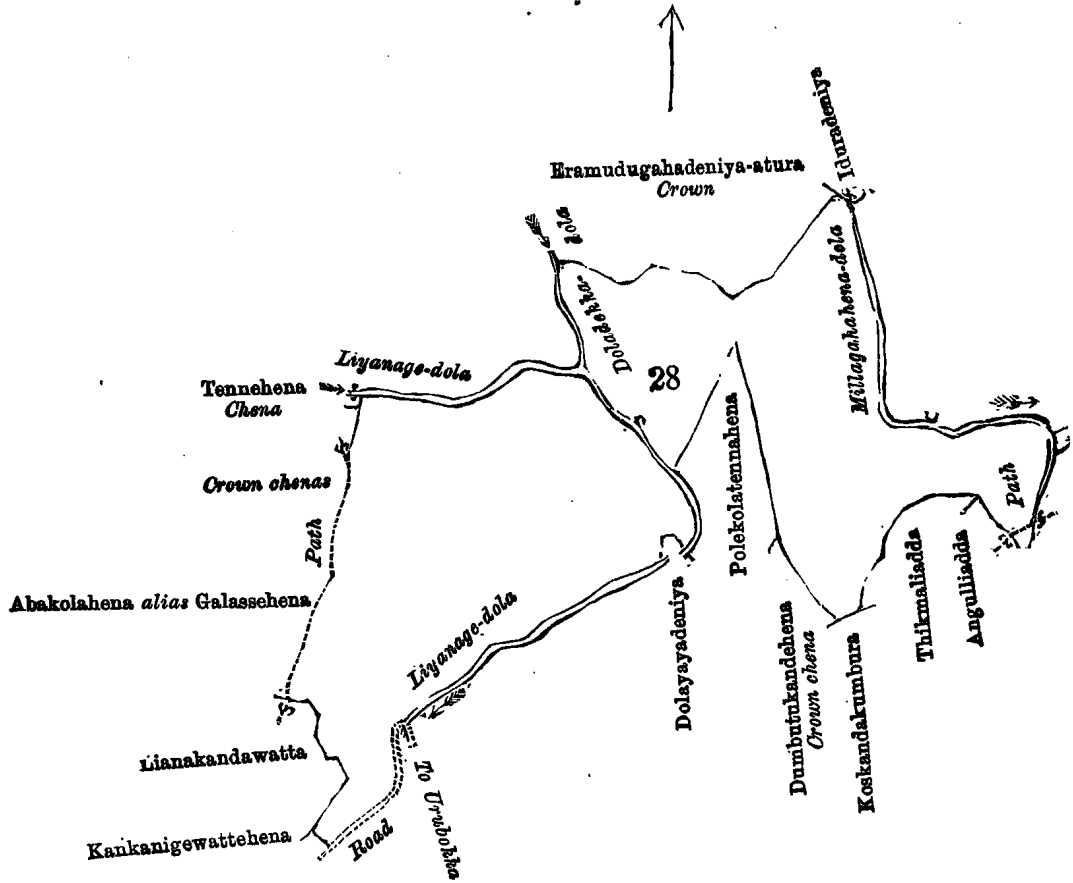 Iduradeniya
Eramudugahadeniya-atura
Crown
dola
Doladekka-
Millagahahena-dola
Liyanage-dola
28
Tennehena
Chena
Crown chenas
Path
Path
Polekolatennahena
Abakolahena alias Galassehena
Thikmaliadda
Angulliadda
Liyanage-dola
Dolayayadeniya
Dumbutukandehena
Crown chena
Koskandakumbura
Lianakandawatta
To Urubokka
Kankanigewattehena
Road